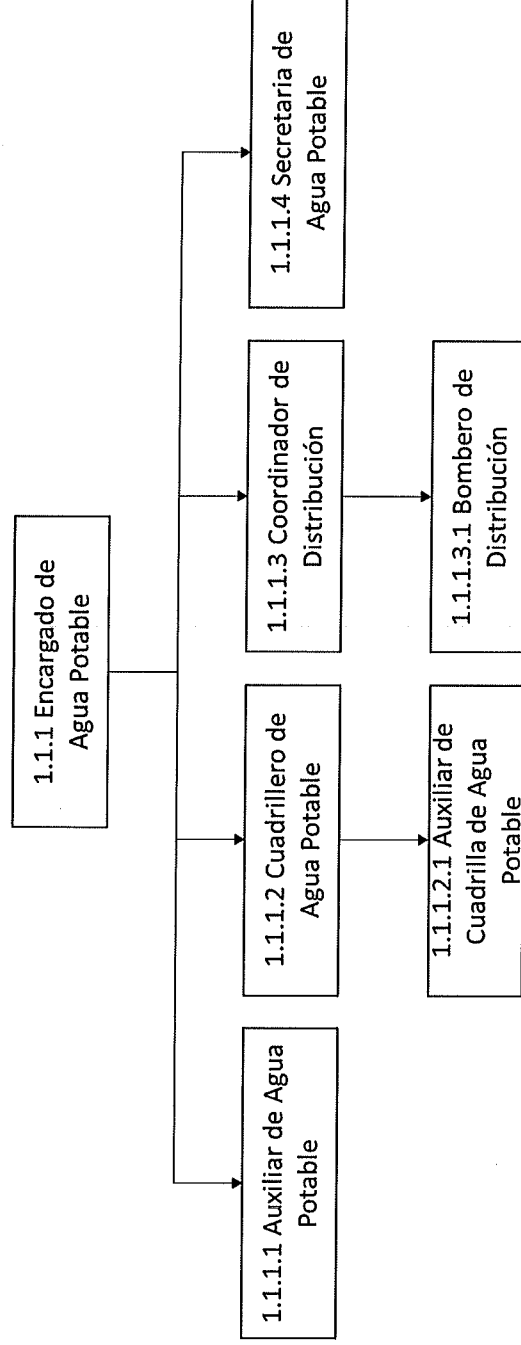 1.1.1 Encargado de
Agua Potable
1.1.1.1 Auxiliar de Agua
Potable
1.1.1.2 Cuadrillero de
Agua Potable
1.1.1.3 Coordinador de
Distribución
1.1.1.4 Secretaria de
Agua Potable
1.1.1.2.1 Auxiliar de
Cuadrilla de Agua
Potable
1.1.1.3.1 Bombero de
Distribución